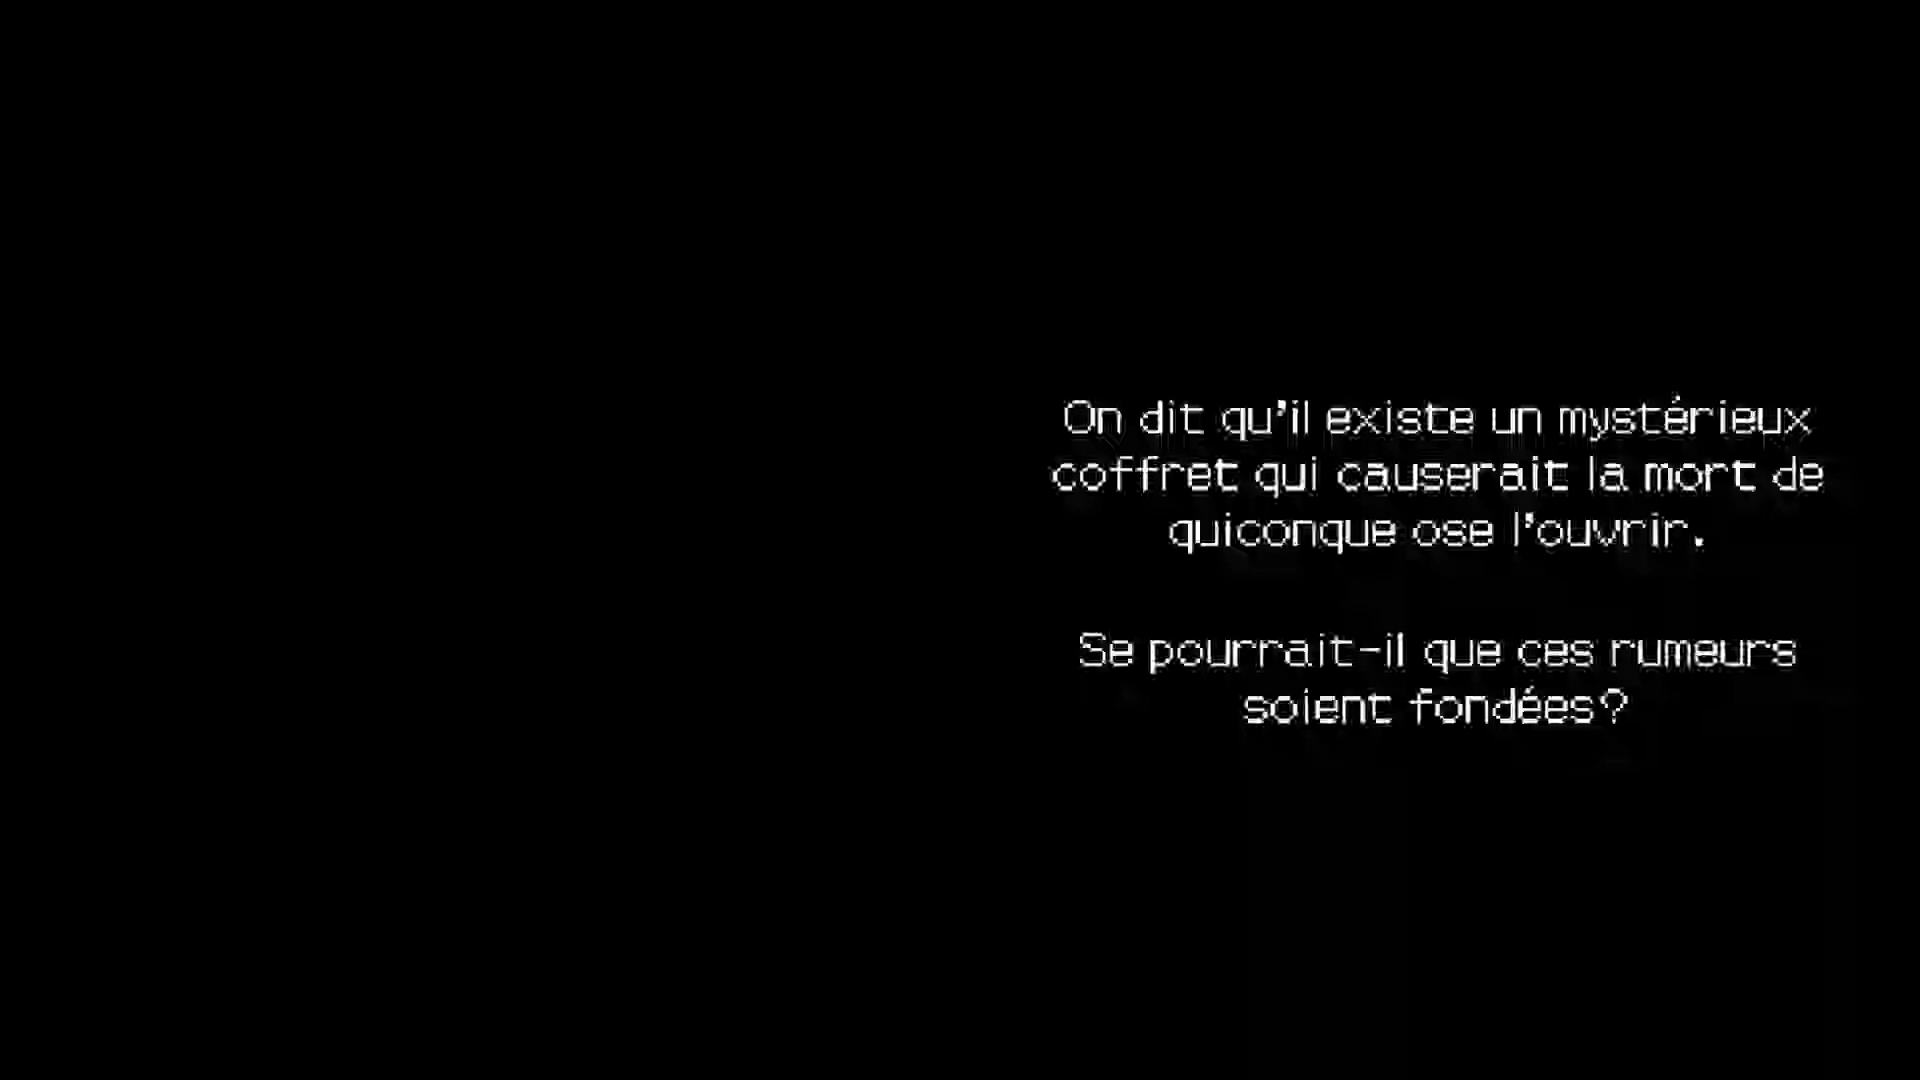 On dit qu'il existe un mystérieux
coffret qui causerait la mort de
quiconque ose l'ouvrir.
Se pourrait-il que ces rumeurs
soient fondées?